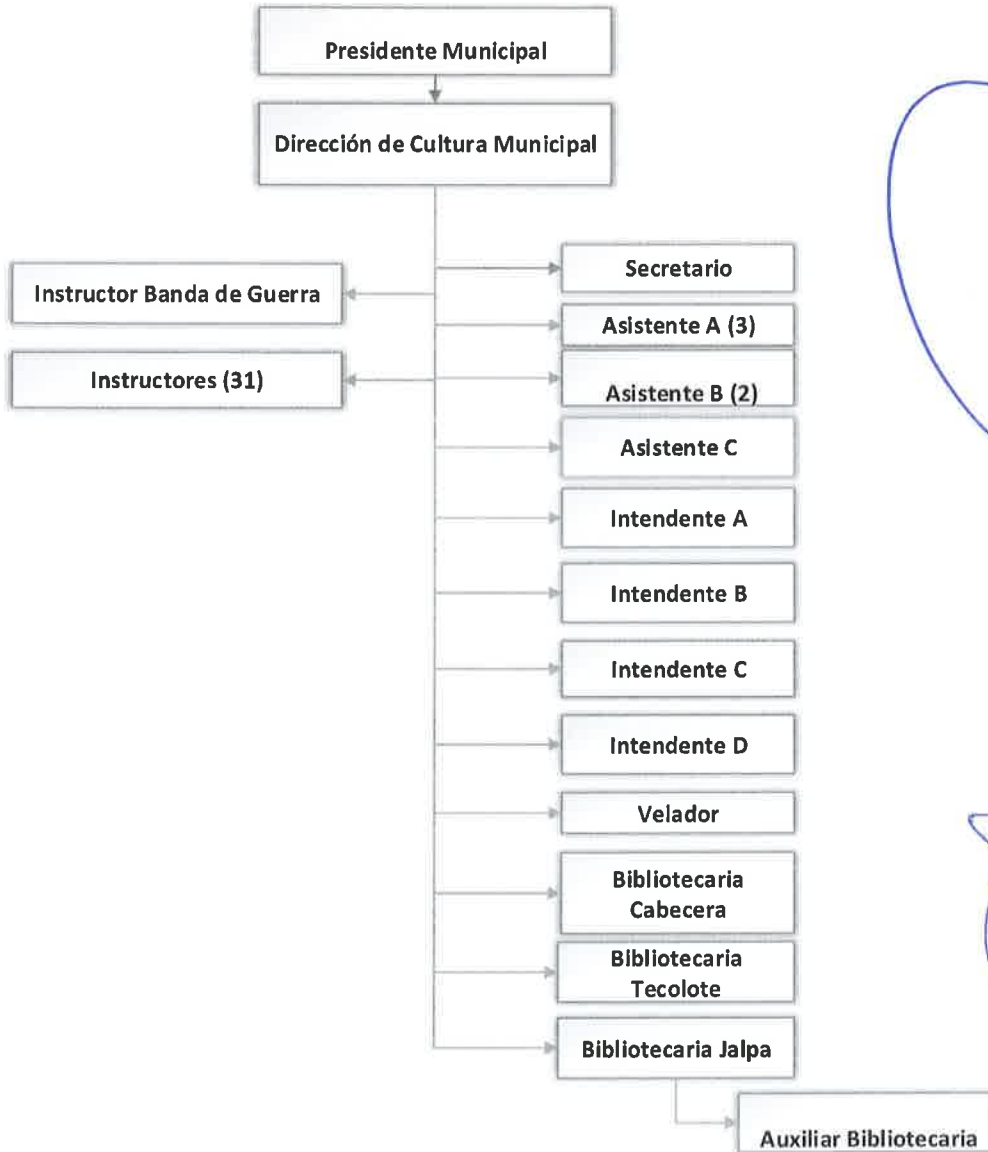 Presidente Municipal
Dirección de Cultura Municipal
Instructor Banda de Guerra
Instructores (31)
Secretario
Asistente A (3)
Asistente B (2)
Asistente C
Intendente A
Intendente B
Intendente C
Intendente D
Velador
Bibliotecaria
Cabecera
Bibliotecaria
Tecolote
Bibliotecaria Jalpa
Auxiliar Bibliotecaria